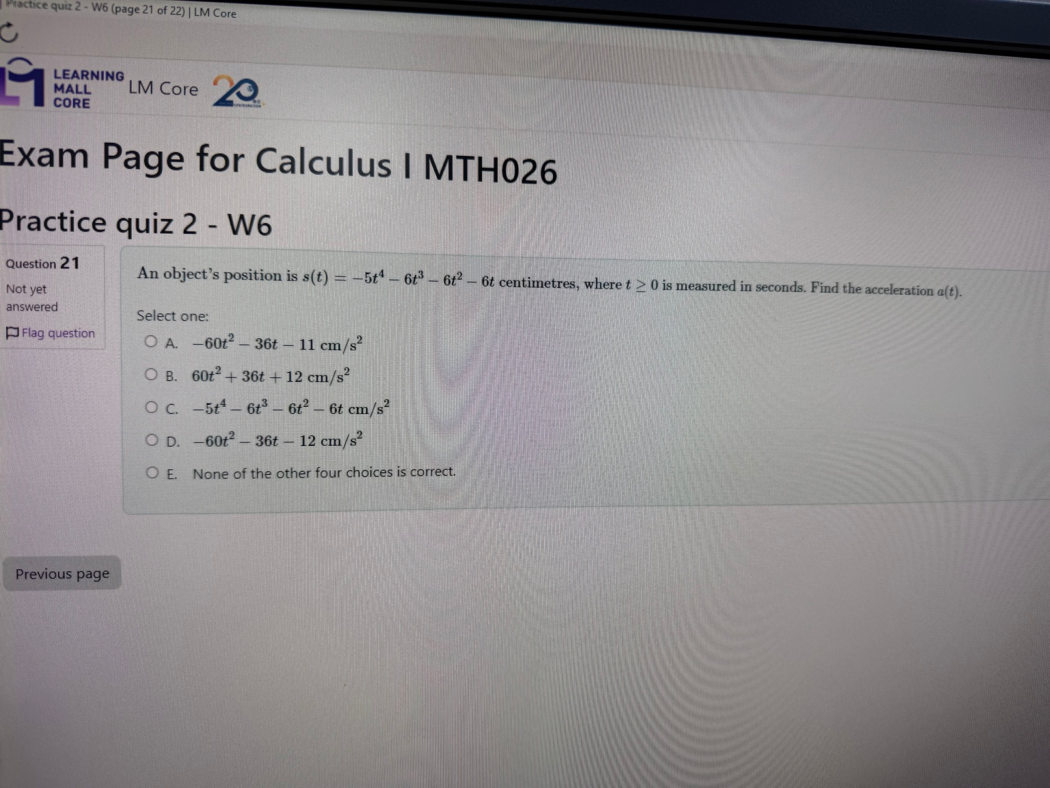 Practice quiz 2 - W6 (page 21 of 22) | LM Core
LEARNING
MALL
CORE
LM Core
20
Exam Page for Calculus I MTH026
Practice quiz 2 - W6
Question 21
Not yet
answered
Flag question
An object's position is s(t) = −5t⁴ − 6t³ − 6t² − 6t centimetres, where t ≥ 0 is measured in seconds. Find the acceleration a(t).
Select one:
A. −60t² − 36t − 11 cm/s²
B. 60t² + 36t + 12 cm/s²
C. −5t⁴ − 6t³ − 6t² − 6t cm/s²
D. −60t² − 36t − 12 cm/s²
E. None of the other four choices is correct.
Previous page